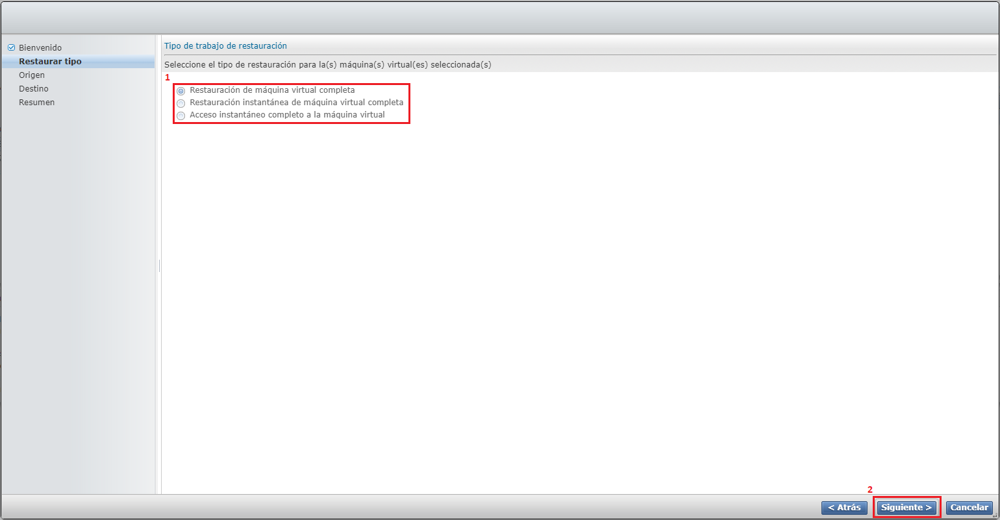 Bienvenido
Restaurar tipo
Origen
Destino
Resumen
Tipo de trabajo de restauración
Seleccione el tipo de restauración para la(s) máquina(s) virtual(es) seleccionada(s)
1
Restauración de máquina virtual completa
Restauración instantánea de máquina virtual completa
Acceso instantáneo completo a la máquina virtual
2
< Atrás
Siguiente >
Cancelar